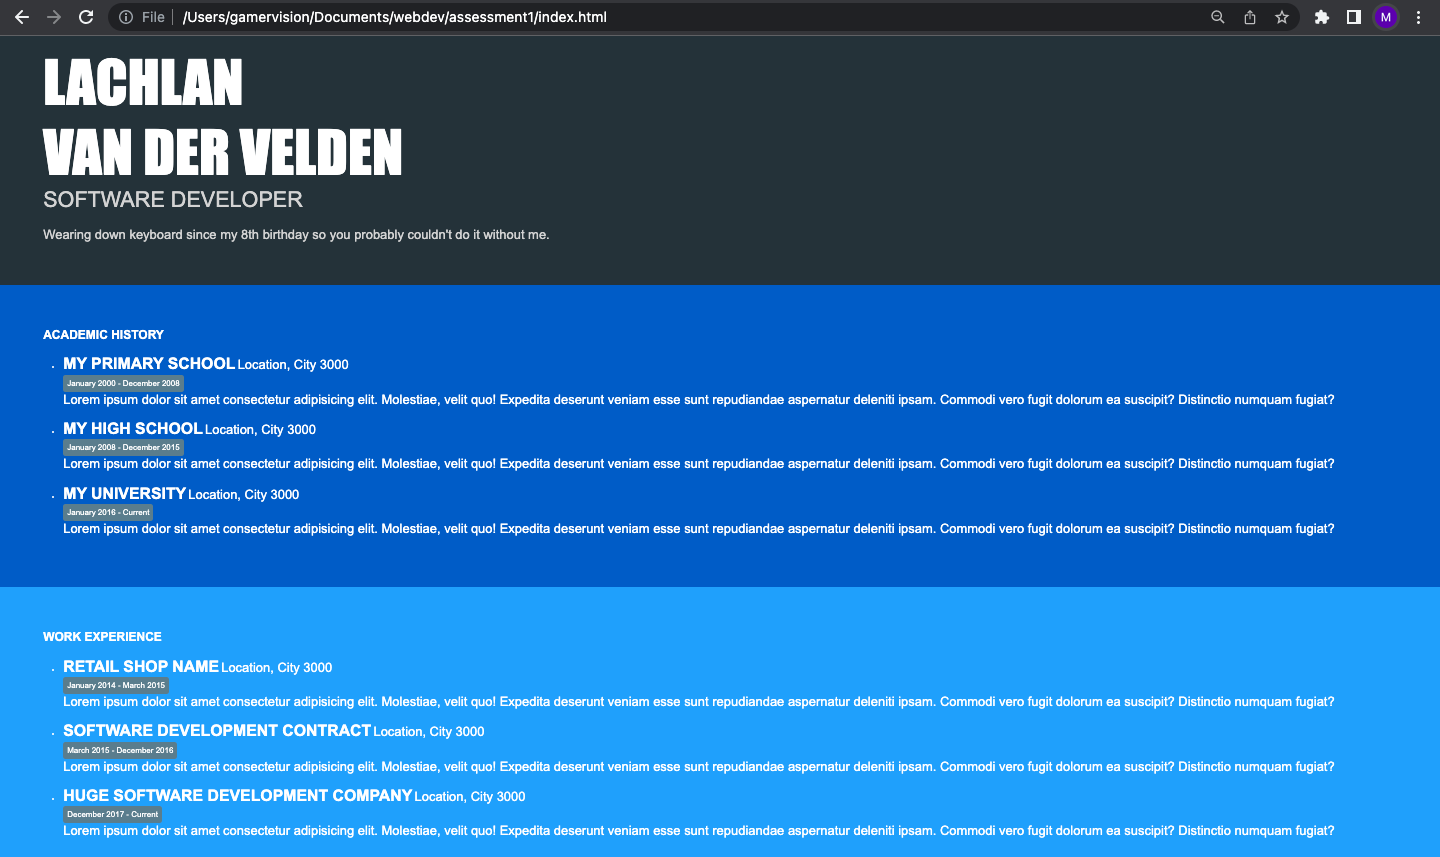 File /Users/gamervision/Documents/webdev/assessment1/index.html
M
LACHLAN
VAN DER VELDEN
SOFTWARE DEVELOPER
Wearing down keyboard since my 8th birthday so you probably couldn't do it without me.
ACADEMIC HISTORY
MY PRIMARY SCHOOL Location, City 3000
January 2000 - December 2008
Lorem ipsum dolor sit amet consectetur adipisicing elit. Molestiae, velit quo! Expedita deserunt veniam esse sunt repudiandae aspernatur deleniti ipsam. Commodi vero fugit dolorum ea suscipit? Distinctio numquam fugiat?
MY HIGH SCHOOL Location, City 3000
January 2008 - December 2015
Lorem ipsum dolor sit amet consectetur adipisicing elit. Molestiae, velit quo! Expedita deserunt veniam esse sunt repudiandae aspernatur deleniti ipsam. Commodi vero fugit dolorum ea suscipit? Distinctio numquam fugiat?
MY UNIVERSITY Location, City 3000
January 2016 - Current
Lorem ipsum dolor sit amet consectetur adipisicing elit. Molestiae, velit quo! Expedita deserunt veniam esse sunt repudiandae aspernatur deleniti ipsam. Commodi vero fugit dolorum ea suscipit? Distinctio numquam fugiat?
WORK EXPERIENCE
RETAIL SHOP NAME Location, City 3000
January 2014 - March 2015
Lorem ipsum dolor sit amet consectetur adipisicing elit. Molestiae, velit quo! Expedita deserunt veniam esse sunt repudiandae aspernatur deleniti ipsam. Commodi vero fugit dolorum ea suscipit? Distinctio numquam fugiat?
SOFTWARE DEVELOPMENT CONTRACT Location, City 3000
March 2015 - December 2016
Lorem ipsum dolor sit amet consectetur adipisicing elit. Molestiae, velit quo! Expedita deserunt veniam esse sunt repudiandae aspernatur deleniti ipsam. Commodi vero fugit dolorum ea suscipit? Distinctio numquam fugiat?
HUGE SOFTWARE DEVELOPMENT COMPANY Location, City 3000
December 2017 - Current
Lorem ipsum dolor sit amet consectetur adipisicing elit. Molestiae, velit quo! Expedita deserunt veniam esse sunt repudiandae aspernatur deleniti ipsam. Commodi vero fugit dolorum ea suscipit? Distinctio numquam fugiat?